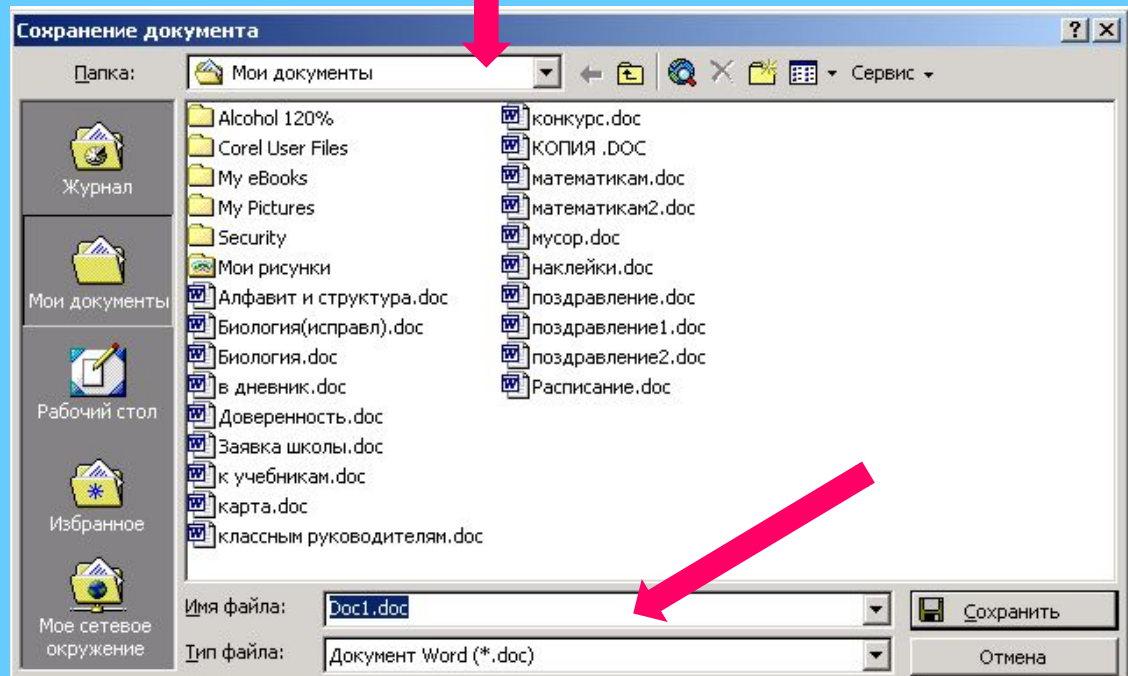 Сохранение документа
Папка:
Мои документы
Сервис
Журнал
Мои документы
Рабочий стол
Избранное
Мое сетевое
окружение
Alcohol 120%
Corel User Files
My eBooks
My Pictures
Security
Мои рисунки
Алфавит и структура.doc
Биология(исправл).doc
Биология.doc
в дневник.doc
Доверенность.doc
Заявка школы.doc
к учебникам.doc
карта.doc
классным руководителям.doc
конкурс.doc
КОПИЯ .DOC
математикам.doc
математикам2.doc
мусор.doc
наклейки.doc
поздравление.doc
поздравление1.doc
поздравление2.doc
Расписание.doc
Имя файла:
Doc1.doc
Сохранить
Тип файла:
Документ Word (*.doc)
Отмена